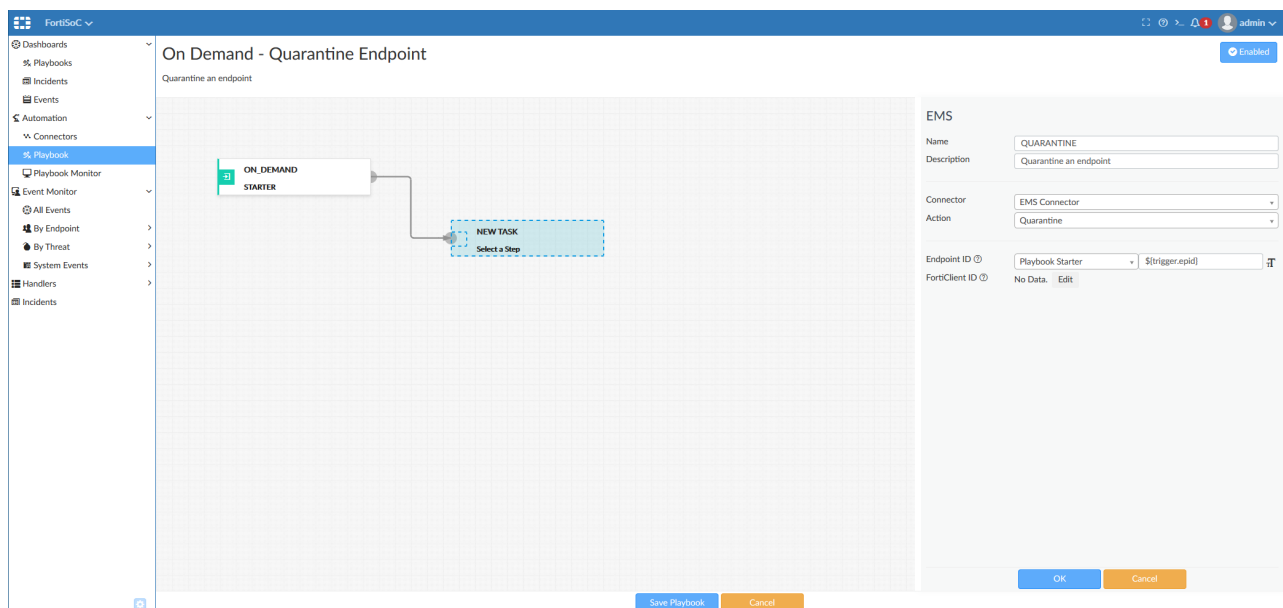 FortiSoC
1
admin
Dashboards
Playbooks
Incidents
Events
Automation
Connectors
Playbook
Playbook Monitor
Event Monitor
All Events
By Endpoint
By Threat
System Events
Handlers
Incidents
On Demand - Quarantine Endpoint
Enabled
Quarantine an endpoint
ON_DEMAND
STARTER
NEW TASK
Select a Step
EMS
Name QUARANTINE
Description Quarantine an endpoint
Connector EMS Connector
Action Quarantine
Endpoint ID Playbook Starter ${trigger.epid}
FortiClient ID No Data. Edit
OK Cancel
Save Playbook Cancel